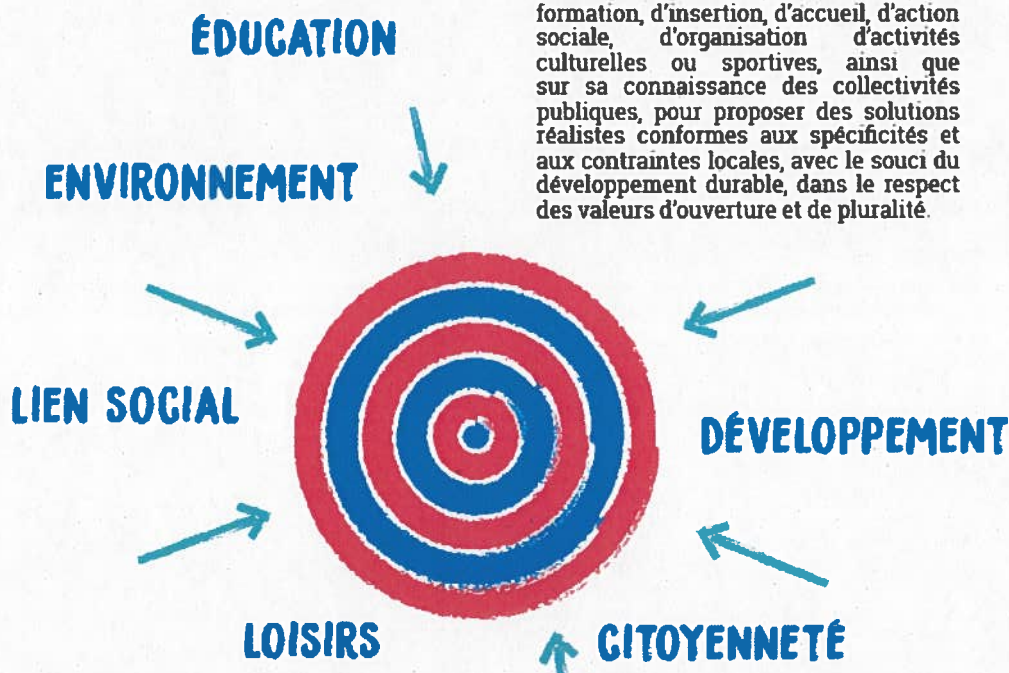 ÉDUCATION
formation, d'insertion, d'accueil, d'action
sociale, d'organisation d'activités
culturelles ou sportives, ainsi que
sur sa connaissance des collectivités
publiques, pour proposer des solutions
réalistes conformes aux spécificités et
aux contraintes locales, avec le souci du
développement durable, dans le respect
des valeurs d'ouverture et de pluralité.
ENVIRONNEMENT
LIEN SOCIAL
DÉVELOPPEMENT
LOISIRS
CITOYENNETÉ